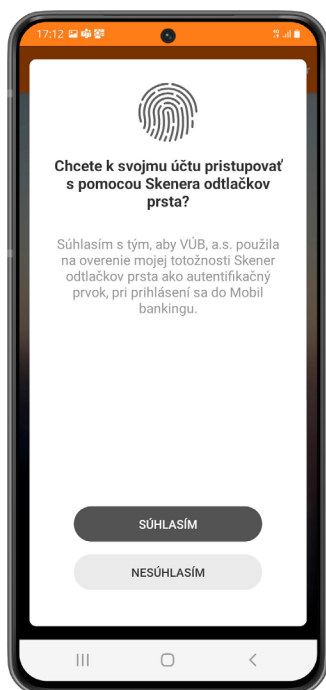 17:12
Chcete k svojmu účtu pristupovať
s pomocou Skenera odtlačkov
prsta?
Súhlasím s tým, aby VÚB, a.s. použila
na overenie mojej totožnosti Skener
odtlačkov prsta ako autentifikačný
prvok, pri prihlásení sa do Mobil
bankingu.
SÚHLASÍM
NESÚHLASÍM